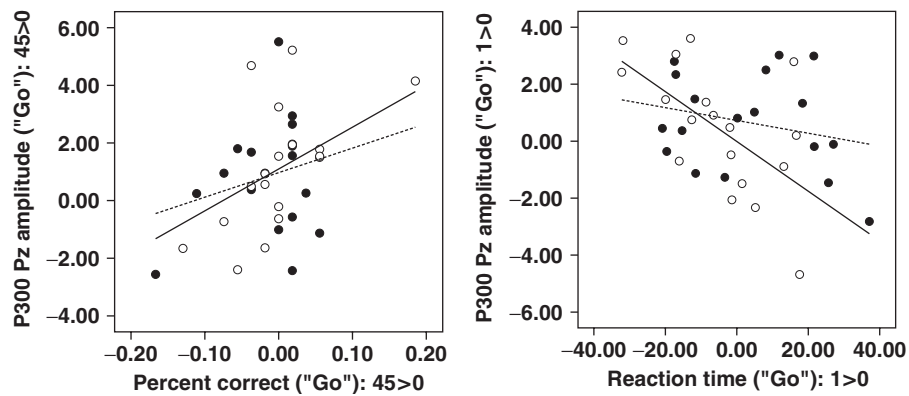 P300 Pz amplitude ("Go"): 45>0
6.00
4.00
2.00
0.00
−2.00
−4.00
−0.20 −0.10 0.00 0.10 0.20
Percent correct ("Go"): 45>0
P300 Pz amplitude ("Go"): 1>0
4.00
2.00
0.00
−2.00
−4.00
−6.00
−40.00 −20.00 0.00 20.00 40.00
Reaction time ("Go"): 1>0